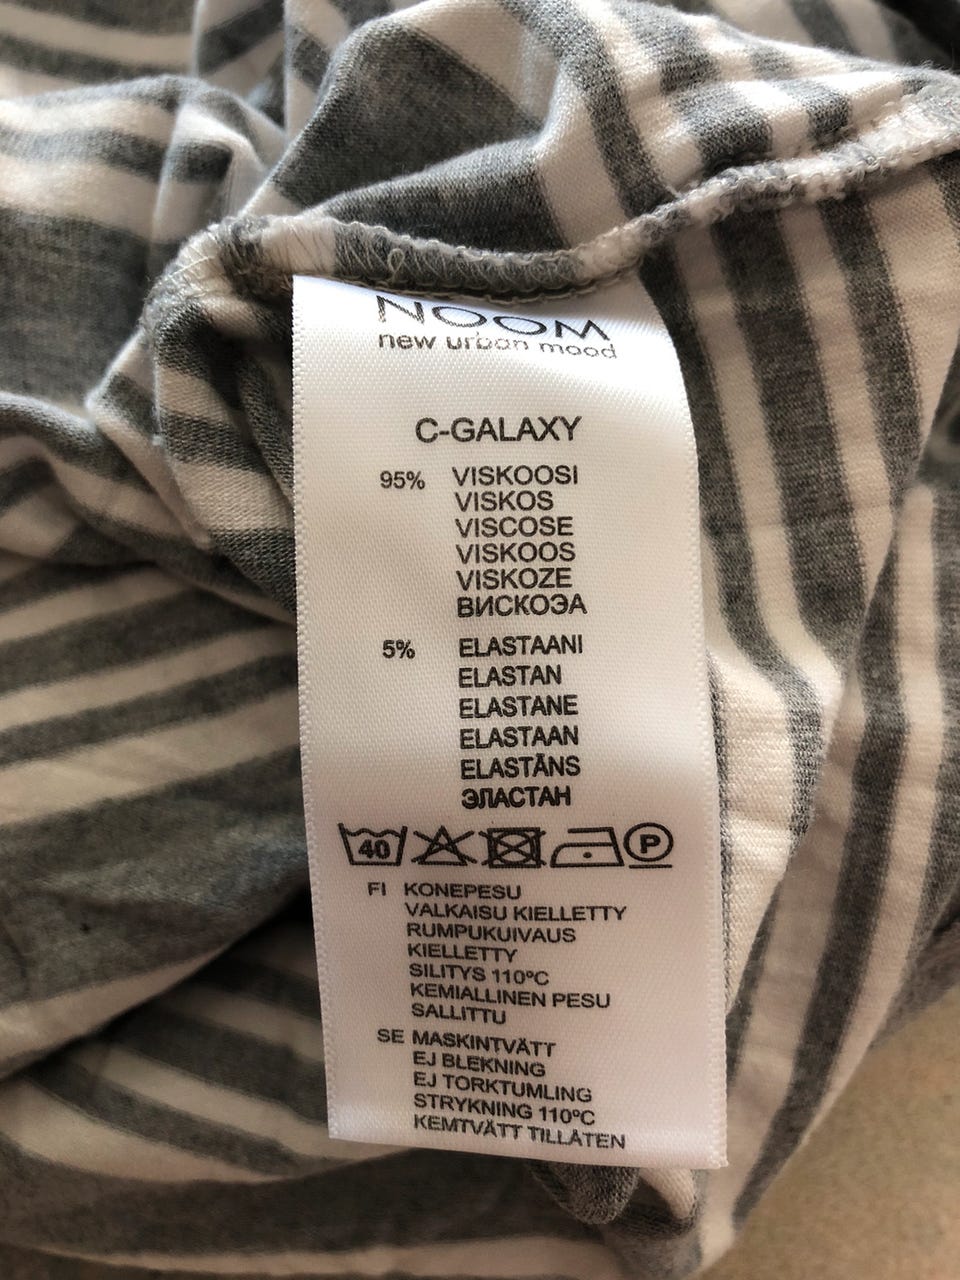 NOOM
new urban mood
C-GALAXY
95% VISKOOSI
VISKOS
VISCOSE
VISKOOS
VISKOZE
ВИСКОЭА
5% ELASTAANI
ELASTAN
ELASTANE
ELASTAAN
ELASTĀNS
ЭЛАСТАН
40 P
FI KONEPESU
VALKAISU KIELLETTY
RUMPUKUIVAUS
KIELLETTY
SILITYS 110ºC
KEMIALLINEN PESU
SALLITTU
SE MASKINTVÄTT
EJ BLEKNING
EJ TORKTUMLING
STRYKNING 110ºC
KEMTVÄTT TILLÅTEN